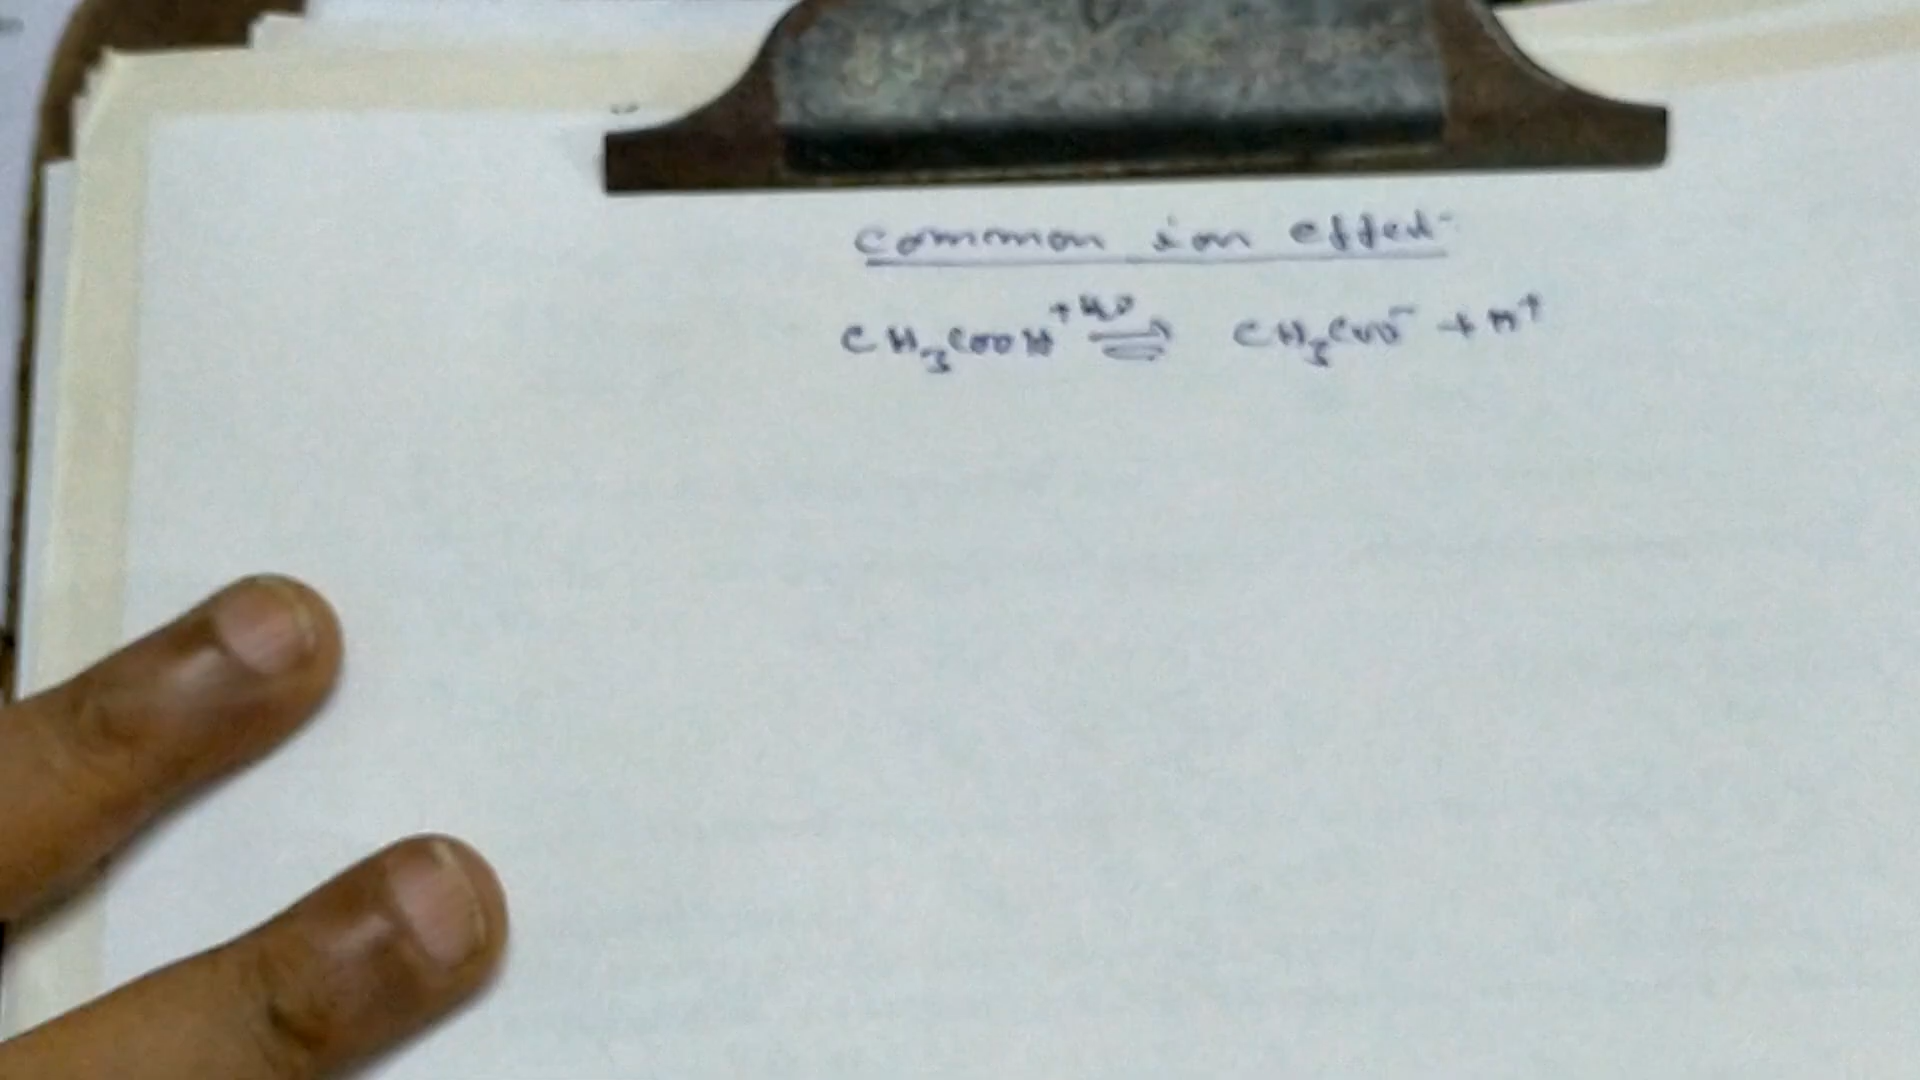 common ion effect
CH₃COOH +H₂O ⇌ CH₃COO⁻ + H⁺